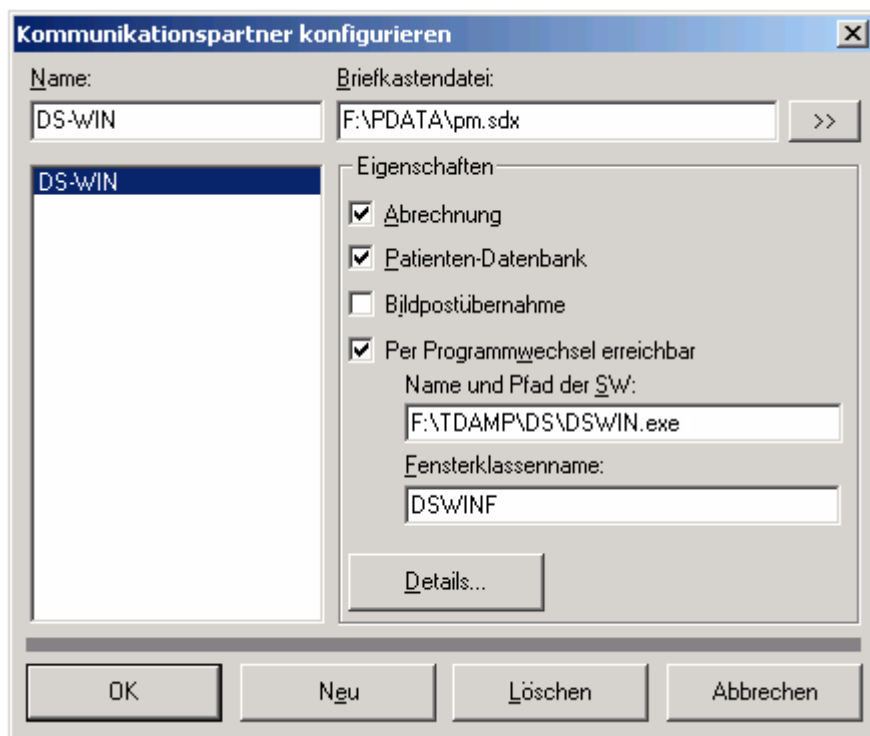 Kommunikationspartner konfigurieren
Name:
Briefkastendatei:
DS-WIN
F:\PDATA\pm.sdx
>>
DS-WIN
Eigenschaften
Abrechnung
Patienten-Datenbank
Bildpostübernahme
Per Programmwechsel erreichbar
Name und Pfad der SW:
F:\TDAMP\DS\DSWIN.exe
Fensterklassenname:
DSWINF
Details...
OK
Neu
Löschen
Abbrechen